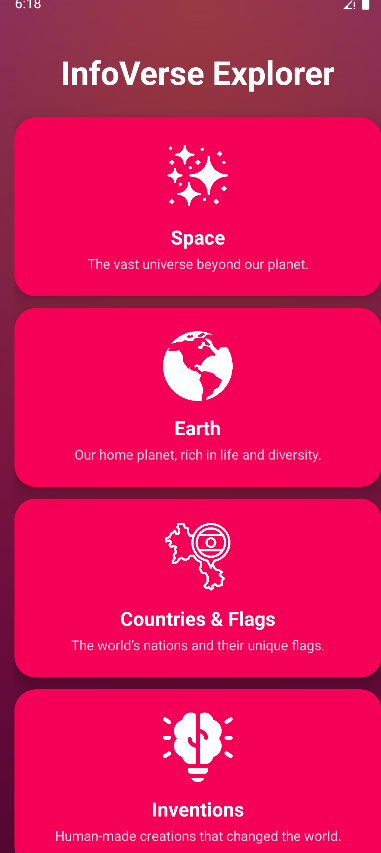 6:18
InfoVerse Explorer
Space
The vast universe beyond our planet.
Earth
Our home planet, rich in life and diversity.
Countries & Flags
The world's nations and their unique flags.
Inventions
Human-made creations that changed the world.